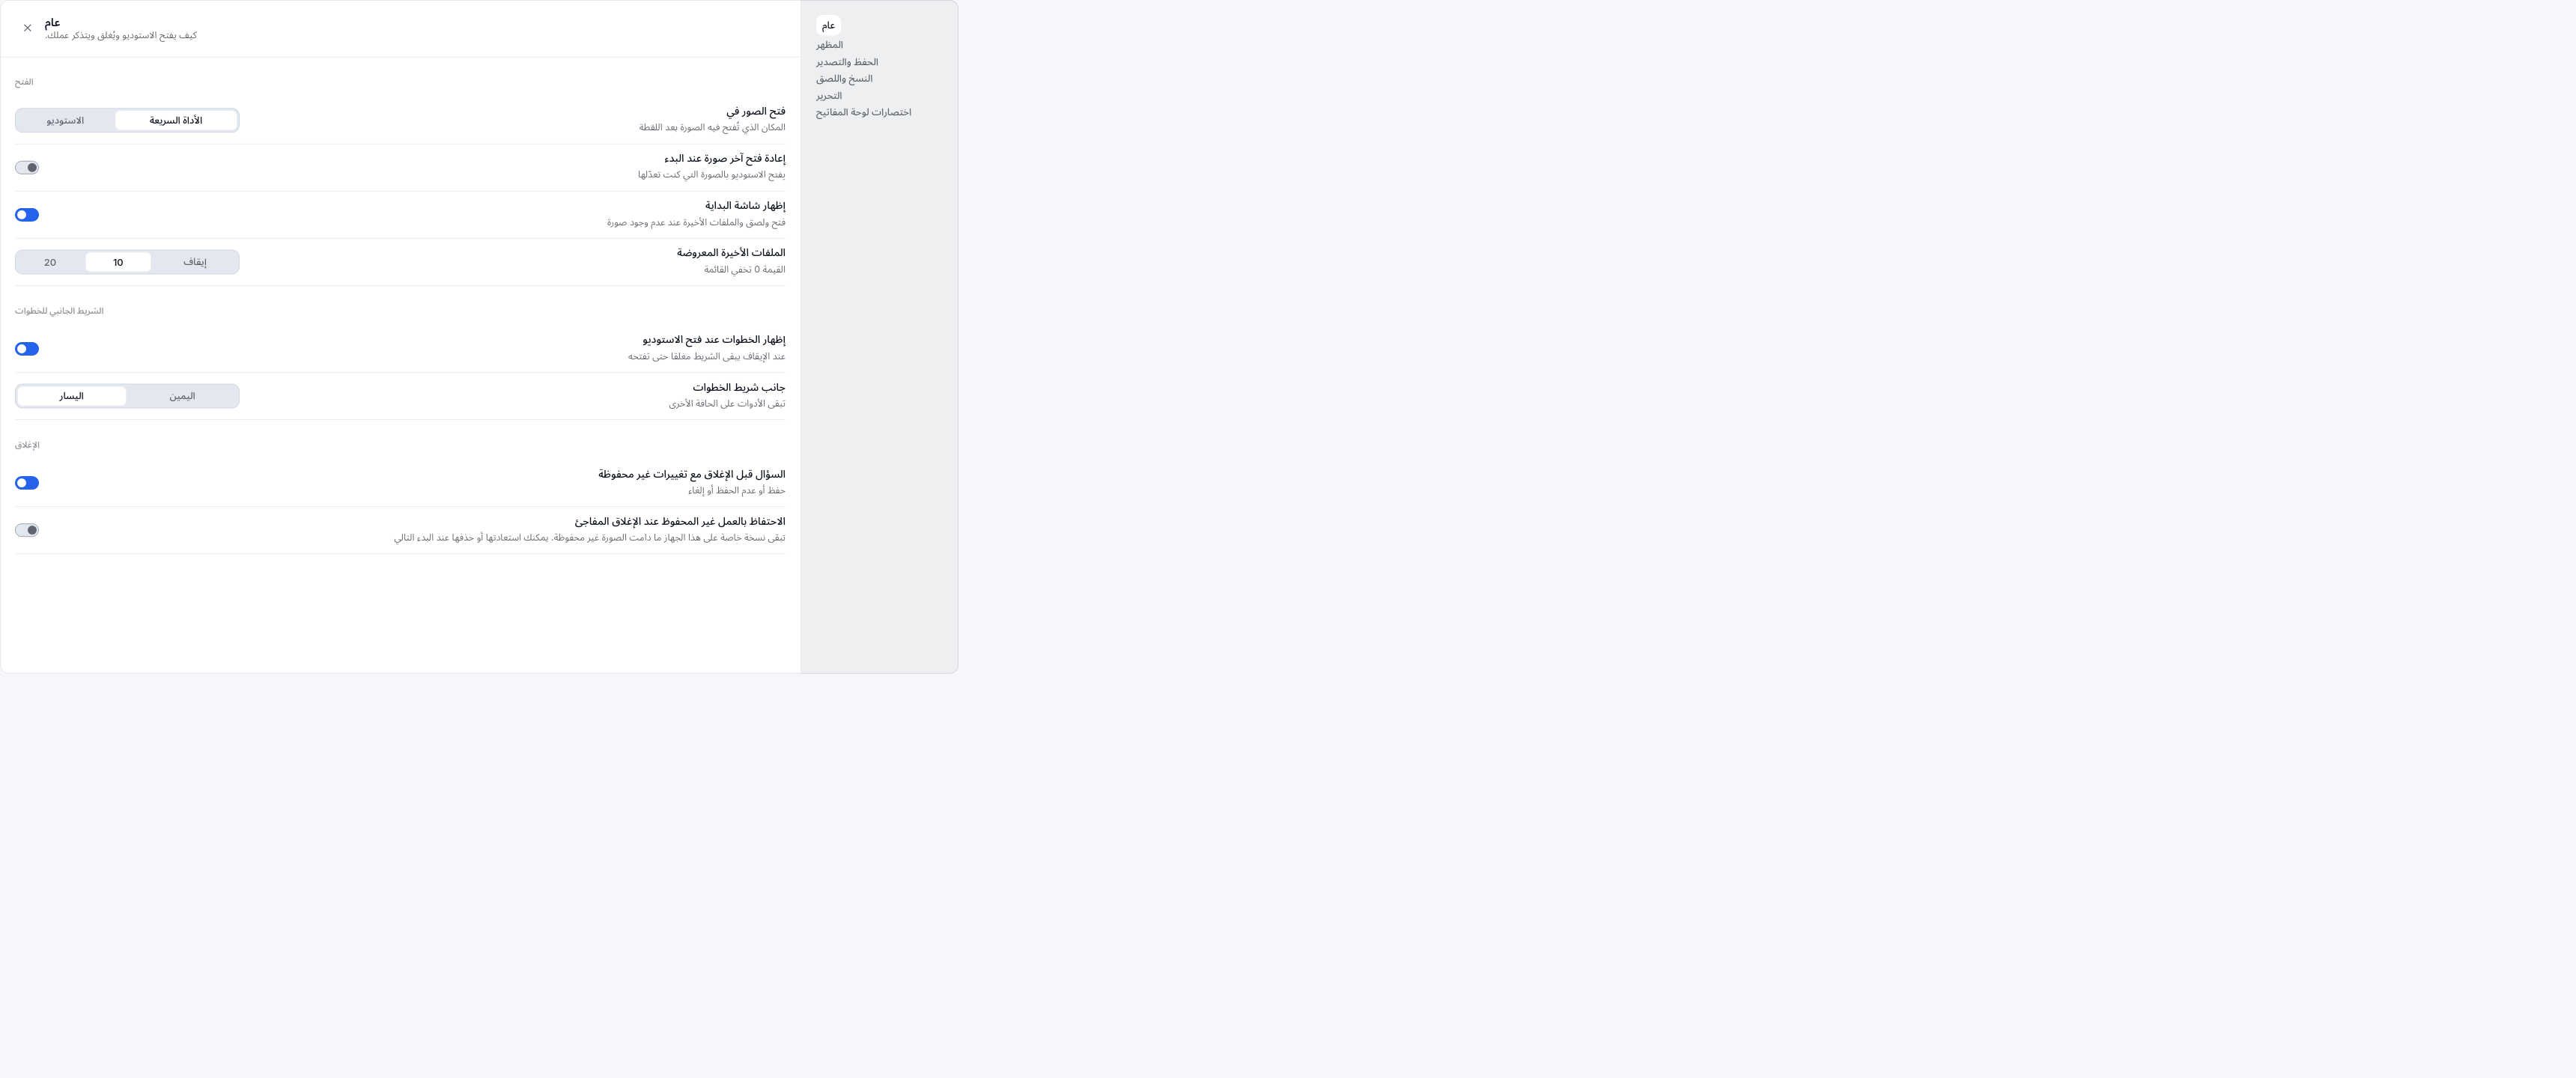 عام
المظهر
الحفظ والتصدير
النسخ واللصق
التحرير
اختصارات لوحة المفاتيح
عام
كيف يفتح الاستوديو ويُغلق ويتذكر عملك.
الفتح
فتح الصور في
المكان الذي تُفتح فيه الصورة بعد اللقطة
الأداة السريعة
الاستوديو
إعادة فتح آخر صورة عند البدء
يفتح الاستوديو بالصورة التي كنت تعدّلها
إظهار شاشة البداية
فتح ولصق والملفات الأخيرة عند عدم وجود صورة
الملفات الأخيرة المعروضة
القيمة 0 تخفي القائمة
إيقاف
10
20
الشريط الجانبي للخطوات
إظهار الخطوات عند فتح الاستوديو
عند الإيقاف يبقى الشريط مغلقا حتى تفتحه
جانب شريط الخطوات
تبقى الأدوات على الحافة الأخرى
اليمين
اليسار
الإغلاق
السؤال قبل الإغلاق مع تغييرات غير محفوظة
حفظ أو عدم الحفظ أو إلغاء
الاحتفاظ بالعمل غير المحفوظ عند الإغلاق المفاجئ
تبقى نسخة خاصة على هذا الجهاز ما دامت الصورة غير محفوظة. يمكنك استعادتها أو حذفها عند البدء التالي